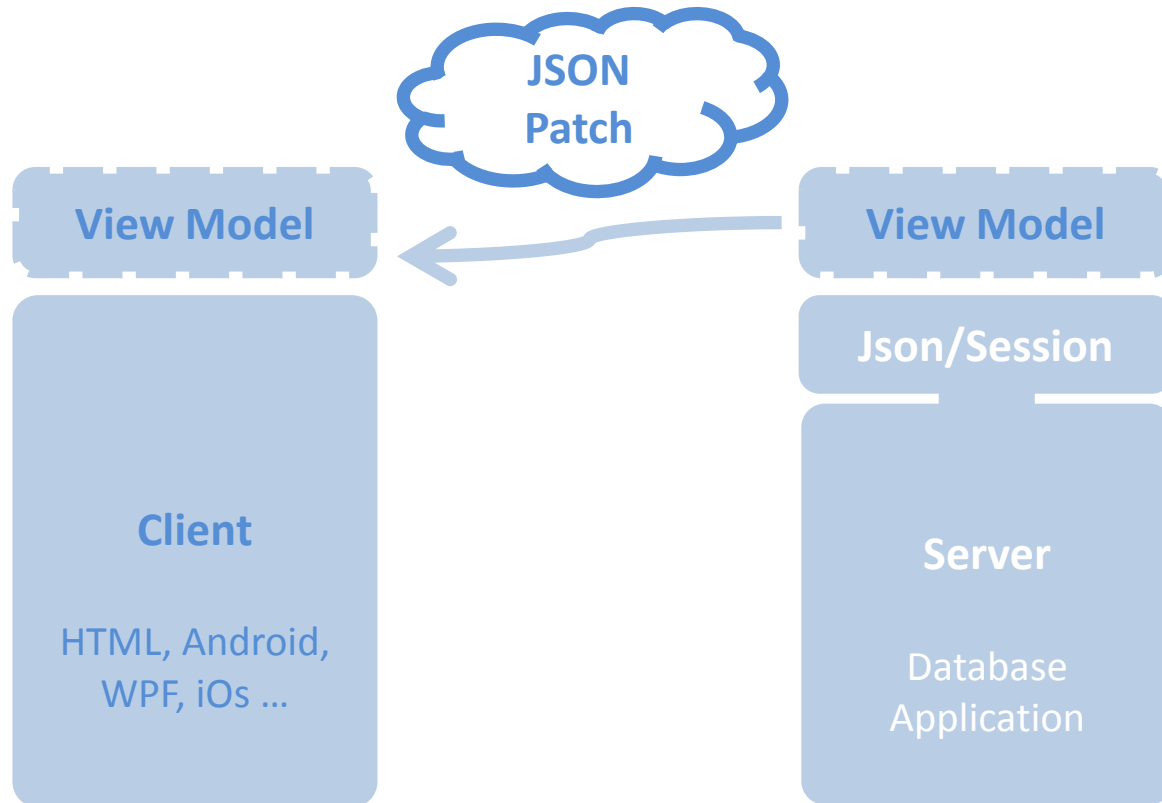 JSON
Patch
View Model
View Model
Json/Session
Client
HTML, Android,
WPF, iOs ...
Server
Database
Application